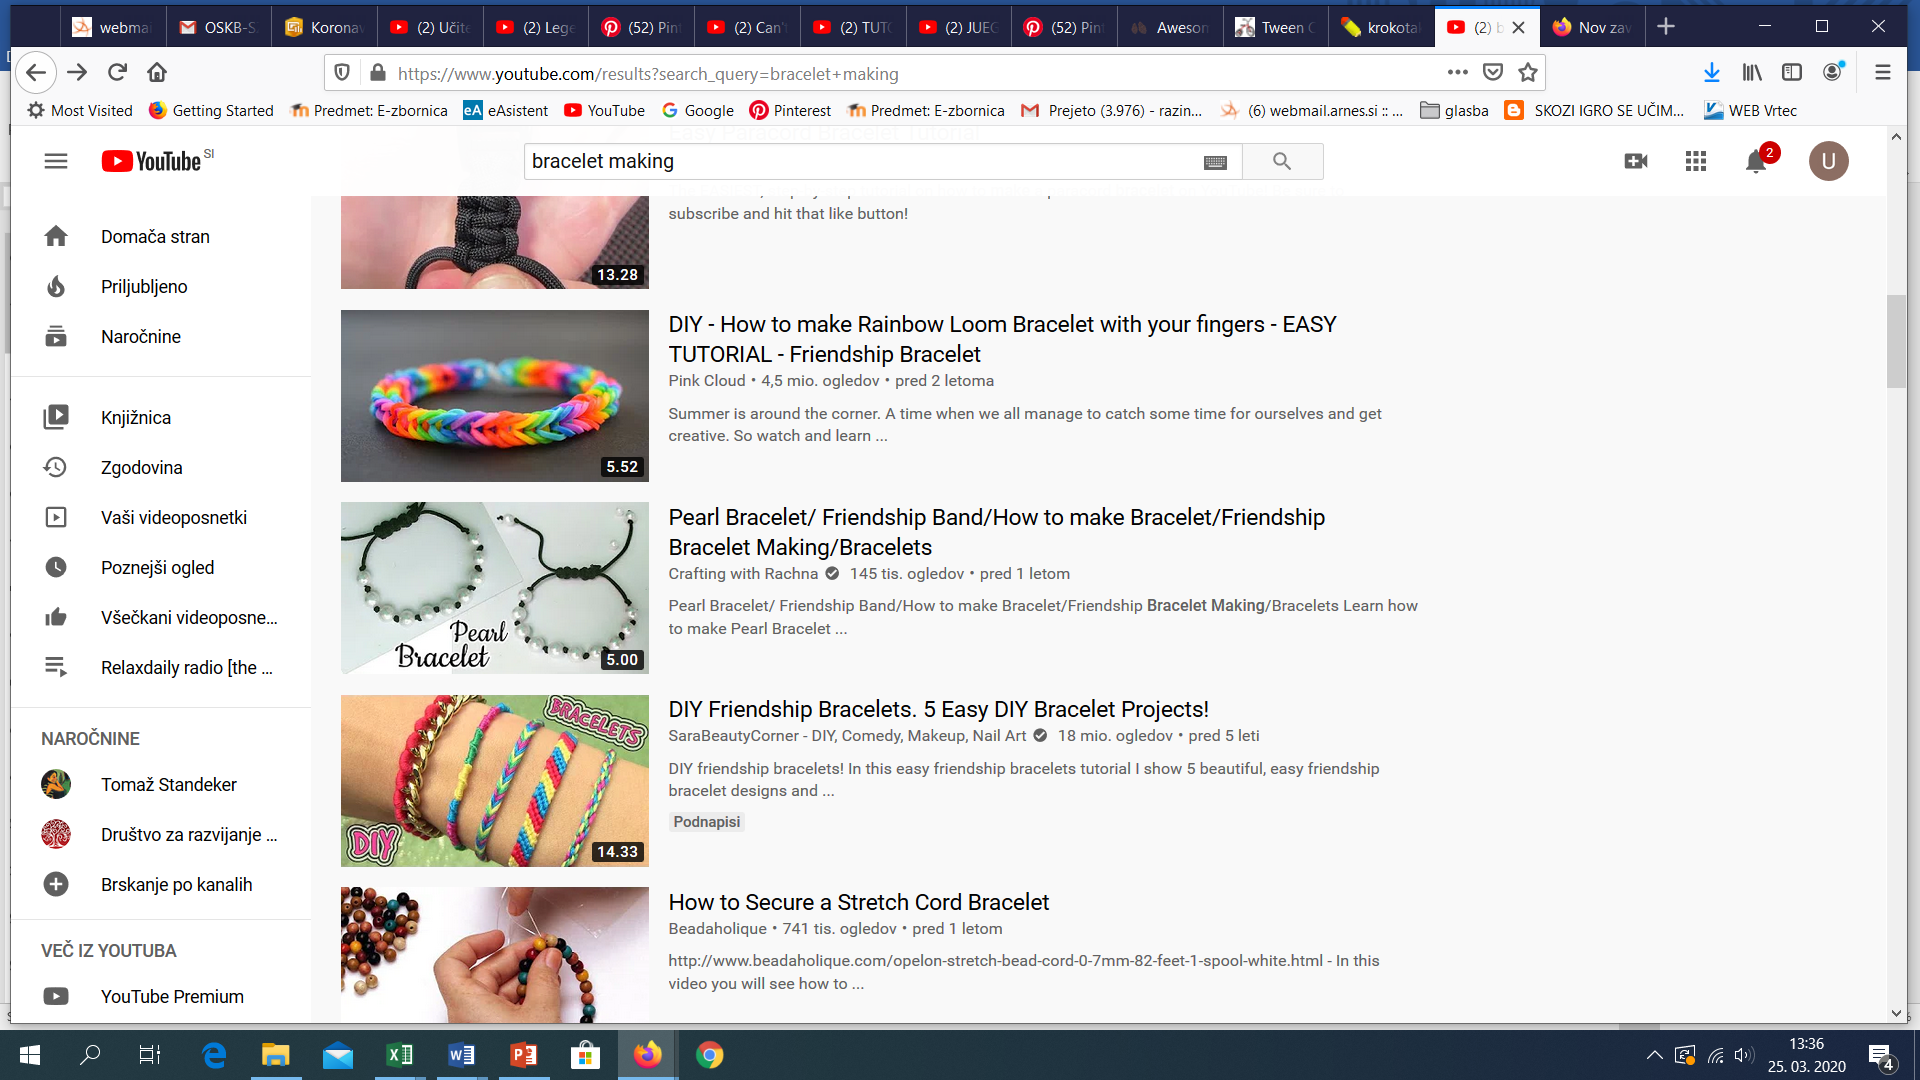 webmai
OSKB-S
Korona
(2) Učite
(2) Lege
(52) Pin
(2) Can'
(2) TUTO
(2) JUEG
(52) Pin
Awesom
Tween C
krokotak
(2) b
Nov zav
https://www.youtube.com/results?search_query=bracelet+making
Most Visited
Getting Started
Predmet: E-zbornica
eA eAsistent
YouTube
Google
Pinterest
Predmet: E-zbornica
Prejeto (3.976) - razin...
(6) webmail.arnes.si :: ...
glasba
SKOZI IGRO SE UČIM...
WEB Vrtec
Easy Paracord Bracelet Tutorial
YouTube SI
bracelet making
2
U
Domača stran
Priljubljeno
Naročnine
Knjižnica
Zgodovina
Vaši videoposnetki
Poznejši ogled
Všečkani videoposne...
Relaxdaily radio [the ...
NAROČNINE
Tomaž Standeker
Društvo za razvijanje ...
Brskanje po kanalih
VEČ IZ YOUTUBA
YouTube Premium
subscribe and hit that like button!
13.28
DIY - How to make Rainbow Loom Bracelet with your fingers - EASY
TUTORIAL - Friendship Bracelet
Pink Cloud • 4,5 mio. ogledov • pred 2 letoma
Summer is around the corner. A time when we all manage to catch some time for ourselves and get
creative. So watch and learn ...
5.52
Pearl Bracelet/ Friendship Band/How to make Bracelet/Friendship
Bracelet Making/Bracelets
Crafting with Rachna 145 tis. ogledov • pred 1 letom
Pearl Bracelet/ Friendship Band/How to make Bracelet/Friendship Bracelet Making/Bracelets Learn how
to make Pearl Bracelet ...
Pearl
Bracelet
5.00
DIY Friendship Bracelets. 5 Easy DIY Bracelet Projects!
SaraBeautyCorner - DIY, Comedy, Makeup, Nail Art 18 mio. ogledov • pred 5 leti
DIY friendship bracelets! In this easy friendship bracelets tutorial I show 5 beautiful, easy friendship
bracelet designs and ...
Podnapisi
BRACELETS
DIY
14.33
How to Secure a Stretch Cord Bracelet
Beadaholique • 741 tis. ogledov • pred 1 letom
http://www.beadaholique.com/opelon-stretch-bead-cord-0-7mm-82-feet-1-spool-white.html - In this
video you will see how to ...
13:36
25. 03. 2020
4